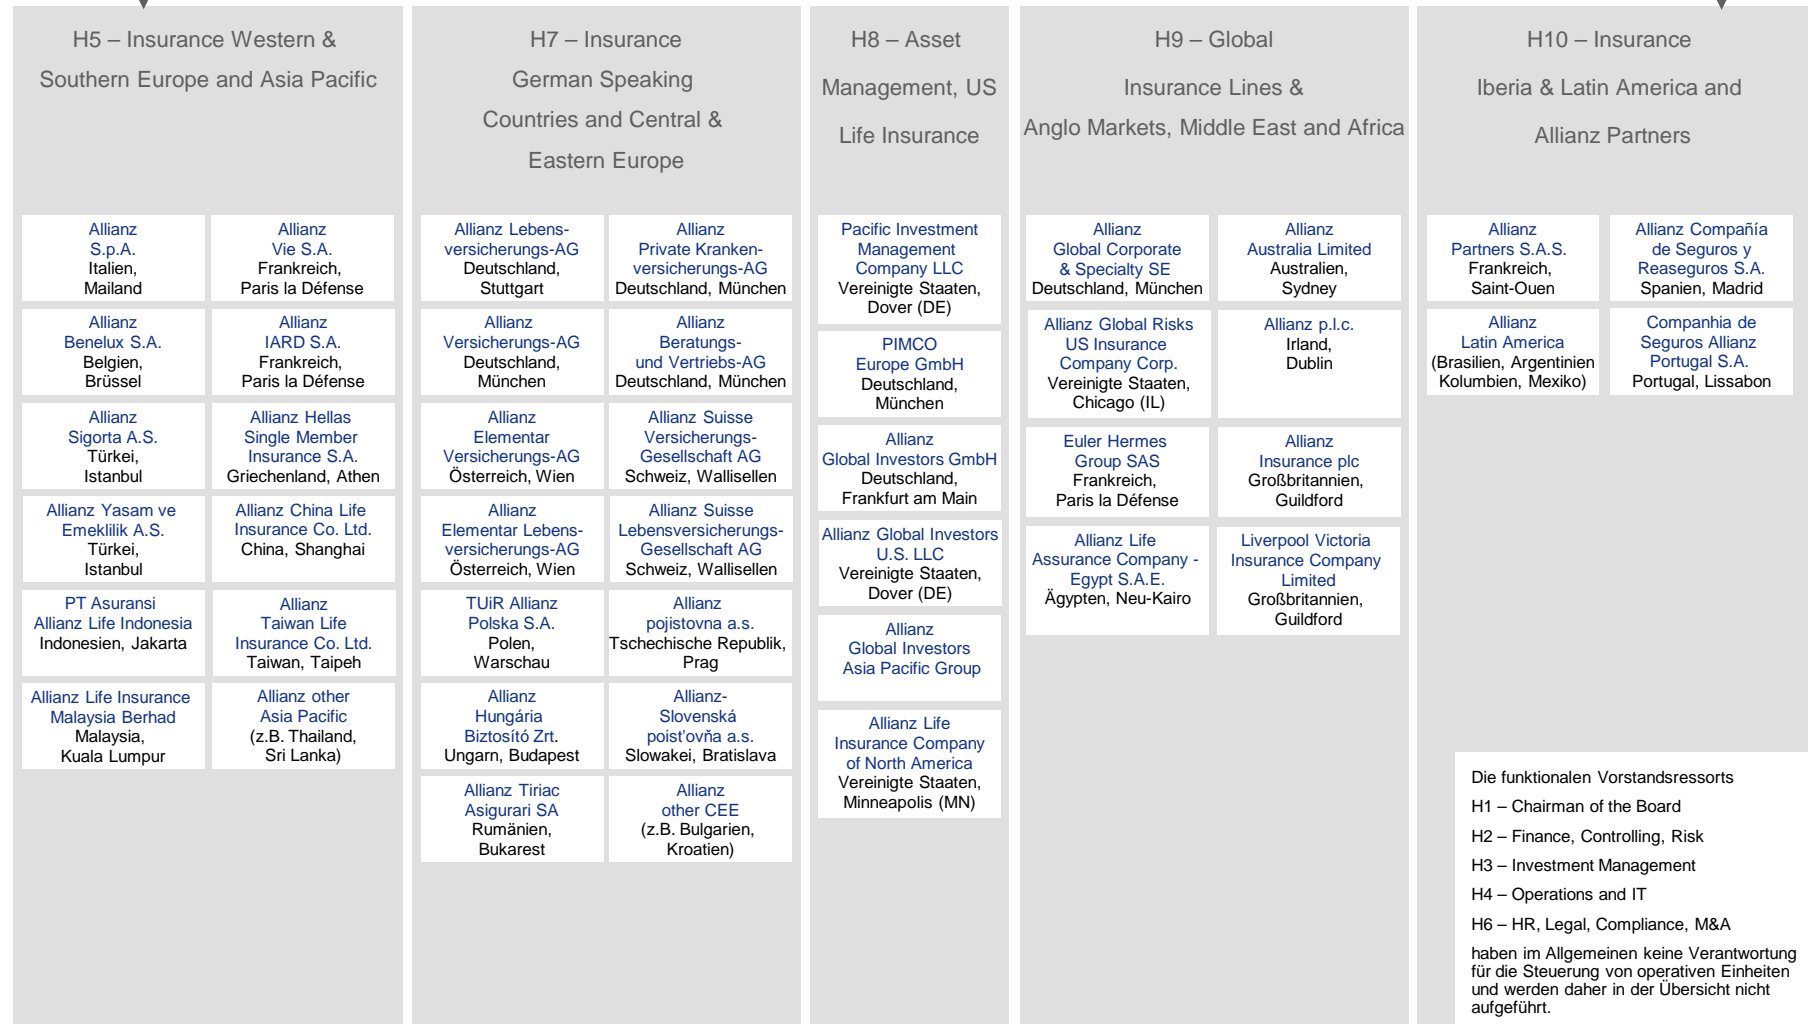 H5 – Insurance Western &
Southern Europe and Asia Pacific
Allianz
S.p.A.
Italien,
Mailand
Allianz
Vie S.A.
Frankreich,
Paris la Défense
Allianz
Benelux S.A.
Belgien,
Brüssel
Allianz
IARD S.A.
Frankreich,
Paris la Défense
Allianz
Sigorta A.S.
Türkei,
Istanbul
Allianz Hellas
Single Member
Insurance S.A.
Griechenland, Athen
Allianz Yasam ve
Emeklilik A.S.
Türkei,
Istanbul
Allianz China Life
Insurance Co. Ltd.
China, Shanghai
PT Asuransi
Allianz Life Indonesia
Indonesien, Jakarta
Allianz
Taiwan Life
Insurance Co. Ltd.
Taiwan, Taipeh
Allianz Life Insurance
Malaysia Berhad
Malaysia,
Kuala Lumpur
Allianz other
Asia Pacific
(z.B. Thailand,
Sri Lanka)
H7 – Insurance
German Speaking
Countries and Central &
Eastern Europe
Allianz Lebens-
versicherungs-AG
Deutschland,
Stuttgart
Allianz
Private Kranken-
versicherungs-AG
Deutschland, München
Allianz
Versicherungs-AG
Deutschland,
München
Allianz
Beratungs-
und Vertriebs-AG
Deutschland, München
Allianz
Elementar
Versicherungs-AG
Österreich, Wien
Allianz Suisse
Versicherungs-
Gesellschaft AG
Schweiz, Wallisellen
Allianz
Elementar Lebens-
versicherungs-AG
Österreich, Wien
Allianz Suisse
Lebensversicherungs-
Gesellschaft AG
Schweiz, Wallisellen
TUiR Allianz
Polska S.A.
Polen,
Warschau
Allianz
pojistovna a.s.
Tschechische Republik,
Prag
Allianz
Hungária
Biztosító Zrt.
Ungarn, Budapest
Allianz-
Slovenská
poist'ovňa a.s.
Slowakei, Bratislava
Allianz Tiriac
Asigurari SA
Rumänien,
Bukarest
Allianz
other CEE
(z.B. Bulgarien,
Kroatien)
H8 – Asset
Management, US
Life Insurance
Pacific Investment
Management
Company LLC
Vereinigte Staaten,
Dover (DE)
PIMCO
Europe GmbH
Deutschland,
München
Allianz
Global Investors GmbH
Deutschland,
Frankfurt am Main
Allianz Global Investors
U.S. LLC
Vereinigte Staaten,
Dover (DE)
Allianz
Global Investors
Asia Pacific Group
Allianz Life
Insurance Company
of North America
Vereinigte Staaten,
Minneapolis (MN)
H9 – Global
Insurance Lines &
Anglo Markets, Middle East and Africa
Allianz
Global Corporate
& Specialty SE
Deutschland, München
Allianz
Australia Limited
Australien,
Sydney
Allianz Global Risks
US Insurance
Company Corp.
Vereinigte Staaten,
Chicago (IL)
Allianz p.l.c.
Irland,
Dublin
Euler Hermes
Group SAS
Frankreich,
Paris la Défense
Allianz
Insurance plc
Großbritannien,
Guildford
Allianz Life
Assurance Company -
Egypt S.A.E.
Ägypten, Neu-Kairo
Liverpool Victoria
Insurance Company
Limited
Großbritannien,
Guildford
H10 – Insurance
Iberia & Latin America and
Allianz Partners
Allianz
Partners S.A.S.
Frankreich,
Saint-Ouen
Allianz Compañía
de Seguros y
Reaseguros S.A.
Spanien, Madrid
Allianz
Latin America
(Brasilien, Argentinien
Kolumbien, Mexiko)
Companhia de
Seguros Allianz
Portugal S.A.
Portugal, Lissabon
Die funktionalen Vorstandsressorts
H1 – Chairman of the Board
H2 – Finance, Controlling, Risk
H3 – Investment Management
H4 – Operations and IT
H6 – HR, Legal, Compliance, M&A
haben im Allgemeinen keine Verantwortung
für die Steuerung von operativen Einheiten
und werden daher in der Übersicht nicht
aufgeführt.